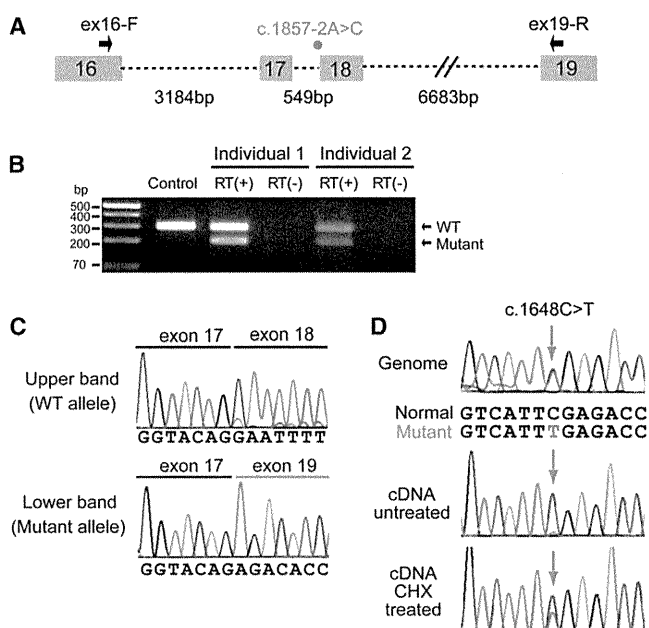 A
ex16-F
c.1857-2A>C
ex19-R
16
17
18
19
3184bp
549bp
6683bp
B
Individual 1
Individual 2
bp
Control
RT(+)
RT(-)
RT(+)
RT(-)
500
400
300
200
70
WT
Mutant
C
exon 17
exon 18
Upper band
(WT allele)
GGTACAGGAATTTT
exon 17
exon 19
Lower band
(Mutant allele)
GGTACAGAGACACC
D
c.1648C>T
Genome
Normal
GTCATTCGAGACC
Mutant
GTCATTTGAGACC
cDNA
untreated
cDNA
CHX
treated